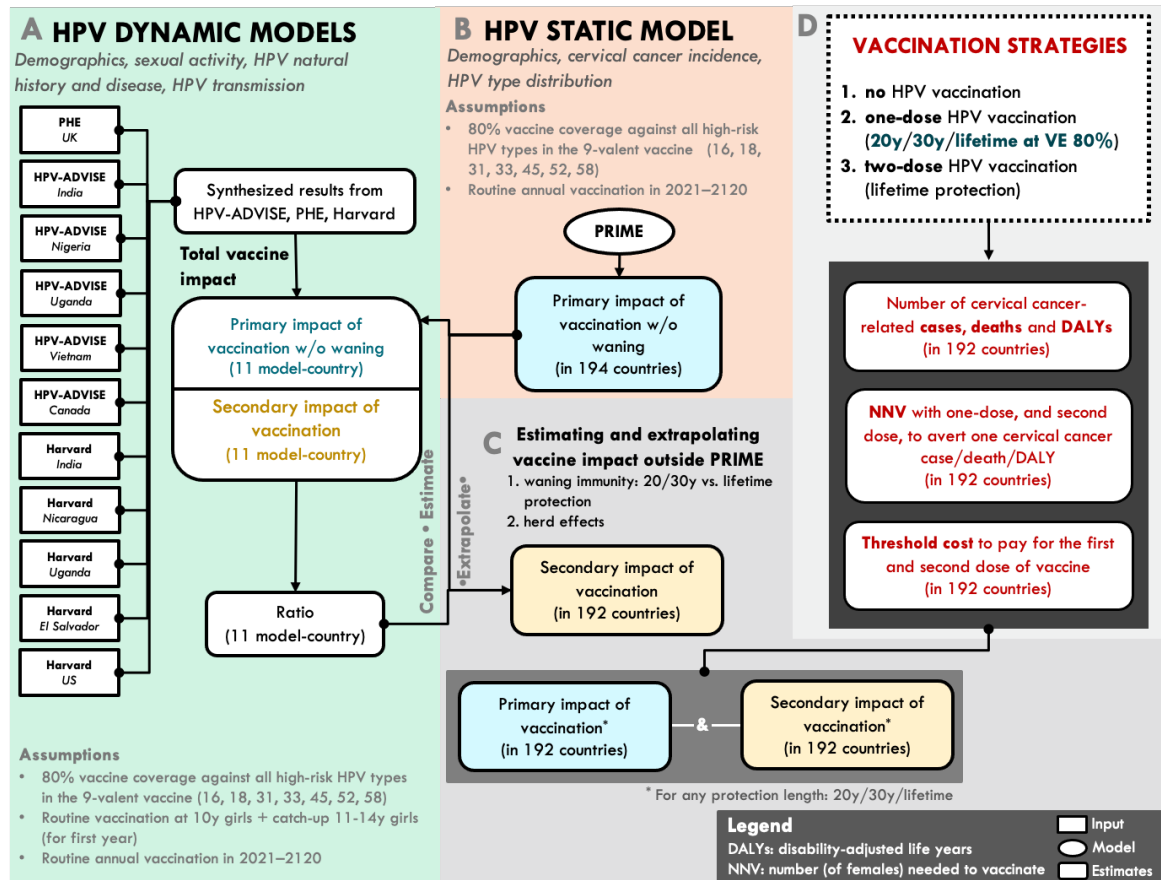 A HPV DYNAMIC MODELS
Demographics, sexual activity, HPV natural
history and disease, HPV transmission
PHE
UK
HPV-ADVISE
India
HPV-ADVISE
Nigeria
HPV-ADVISE
Uganda
HPV-ADVISE
Vietnam
HPV-ADVISE
Canada
Harvard
India
Harvard
Nicaragua
Harvard
Uganda
Harvard
El Salvador
Harvard
US
Synthesized results from
HPV-ADVISE, PHE, Harvard
Total vaccine
impact
Primary impact of
vaccination w/o waning
(11 model-country)
Secondary impact of
vaccination
(11 model-country)
Ratio
(11 model-country)
Assumptions
• 80% vaccine coverage against all high-risk HPV types
in the 9-valent vaccine (16, 18, 31, 33, 45, 52, 58)
• Routine vaccination at 10y girls + catch-up 11-14y girls
(for first year)
• Routine annual vaccination in 2021–2120
B HPV STATIC MODEL
Demographics, cervical cancer incidence,
HPV type distribution
Assumptions
• 80% vaccine coverage against all high-risk
HPV types in the 9-valent vaccine (16, 18,
31, 33, 45, 52, 58)
• Routine annual vaccination in 2021–2120
PRIME
Primary impact of
vaccination w/o
waning
(in 194 countries)
Compare • Estimate
•Extrapolate•
C Estimating and extrapolating
vaccine impact outside PRIME
1. waning immunity: 20/30y vs. lifetime
protection
2. herd effects
Secondary impact of
vaccination
(in 192 countries)
D VACCINATION STRATEGIES
1. no HPV vaccination
2. one-dose HPV vaccination
(20y/30y/lifetime at VE 80%)
3. two-dose HPV vaccination
(lifetime protection)
Number of cervical cancer-
related cases, deaths and DALYs
(in 192 countries)
NNV with one-dose, and second
dose, to avert one cervical cancer
case/death/DALY
(in 192 countries)
Threshold cost to pay for the first
and second dose of vaccine
(in 192 countries)
Primary impact of
vaccination*
(in 192 countries)
&
Secondary impact of
vaccination*
(in 192 countries)
* For any protection length: 20y/30y/lifetime
Legend
DALYs: disability-adjusted life years
NNV: number (of females) needed to vaccinate
Input
Model
Estimates